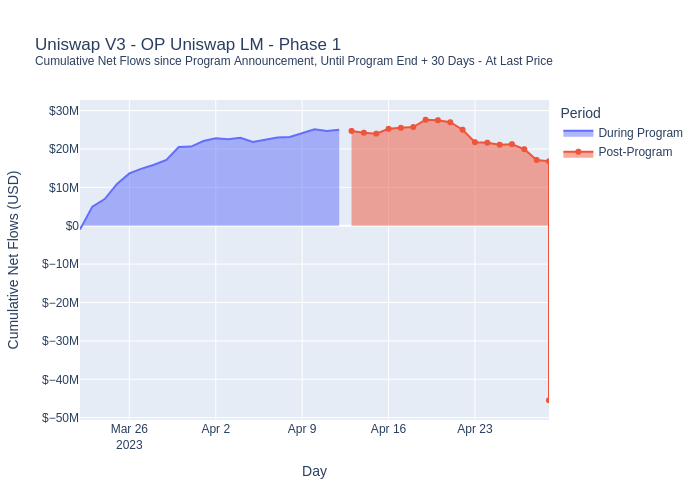 Uniswap V3 - OP Uniswap LM - Phase 1
Cumulative Net Flows since Program Announcement, Until Program End + 30 Days - At Last Price
Period
During Program
Post-Program
Cumulative Net Flows (USD)
$30M
$20M
$10M
$0
$−10M
$−20M
$−30M
$−40M
$−50M
Mar 26
2023
Apr 2
Apr 9
Apr 16
Apr 23
Day